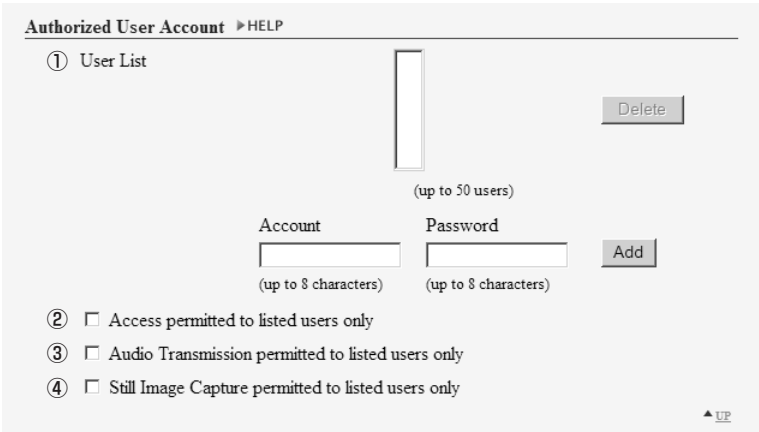 Authorized User Account ▶HELP
① User List
Delete
(up to 50 users)
Account Password
Add
(up to 8 characters) (up to 8 characters)
② Access permitted to listed users only
③ Audio Transmission permitted to listed users only
④ Still Image Capture permitted to listed users only
▲UP